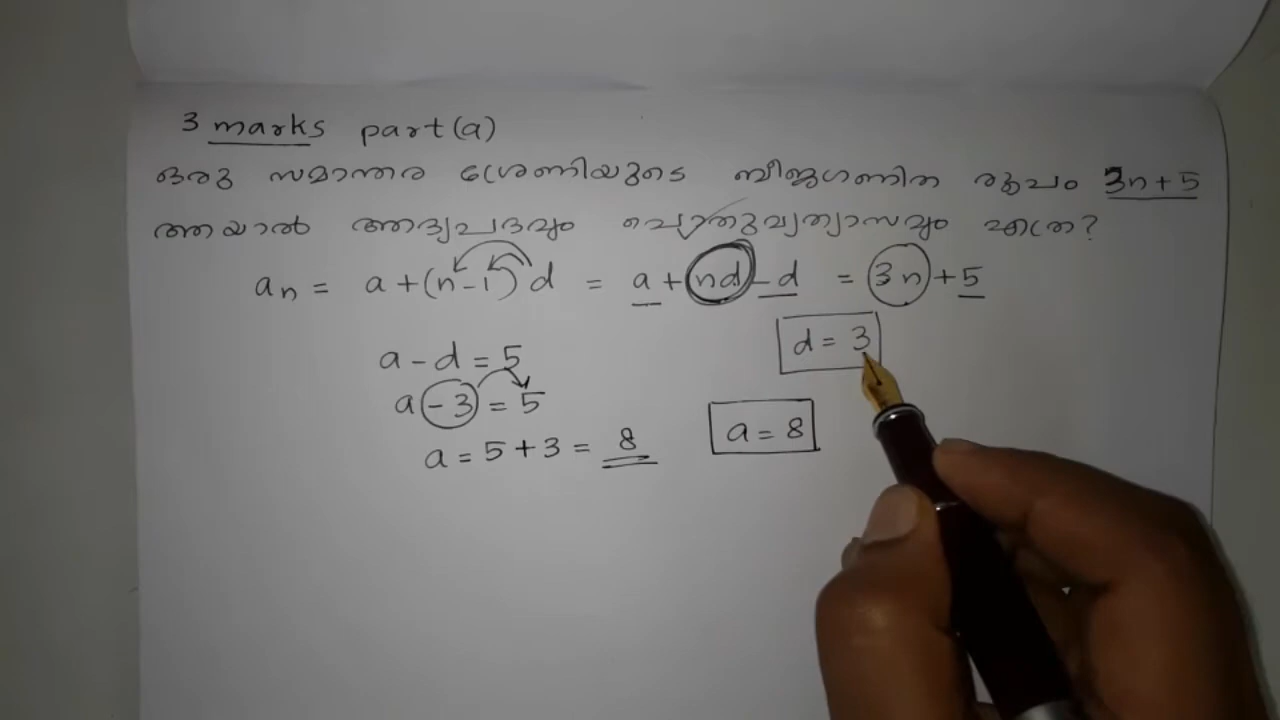 3 marks part(a)
ഒരു സമാന്തര ശ്രേണിയുടെ ബീജഗണിത രൂപം 3n+5
ആയാൽ ആദ്യപദവും പൊതുവ്യത്യാസവും എത്ര?
aₙ = a+(n-1)d = a+nd-d = 3n+5
d = 3
a-d=5
a-3=5
a=5+3=8
a=8